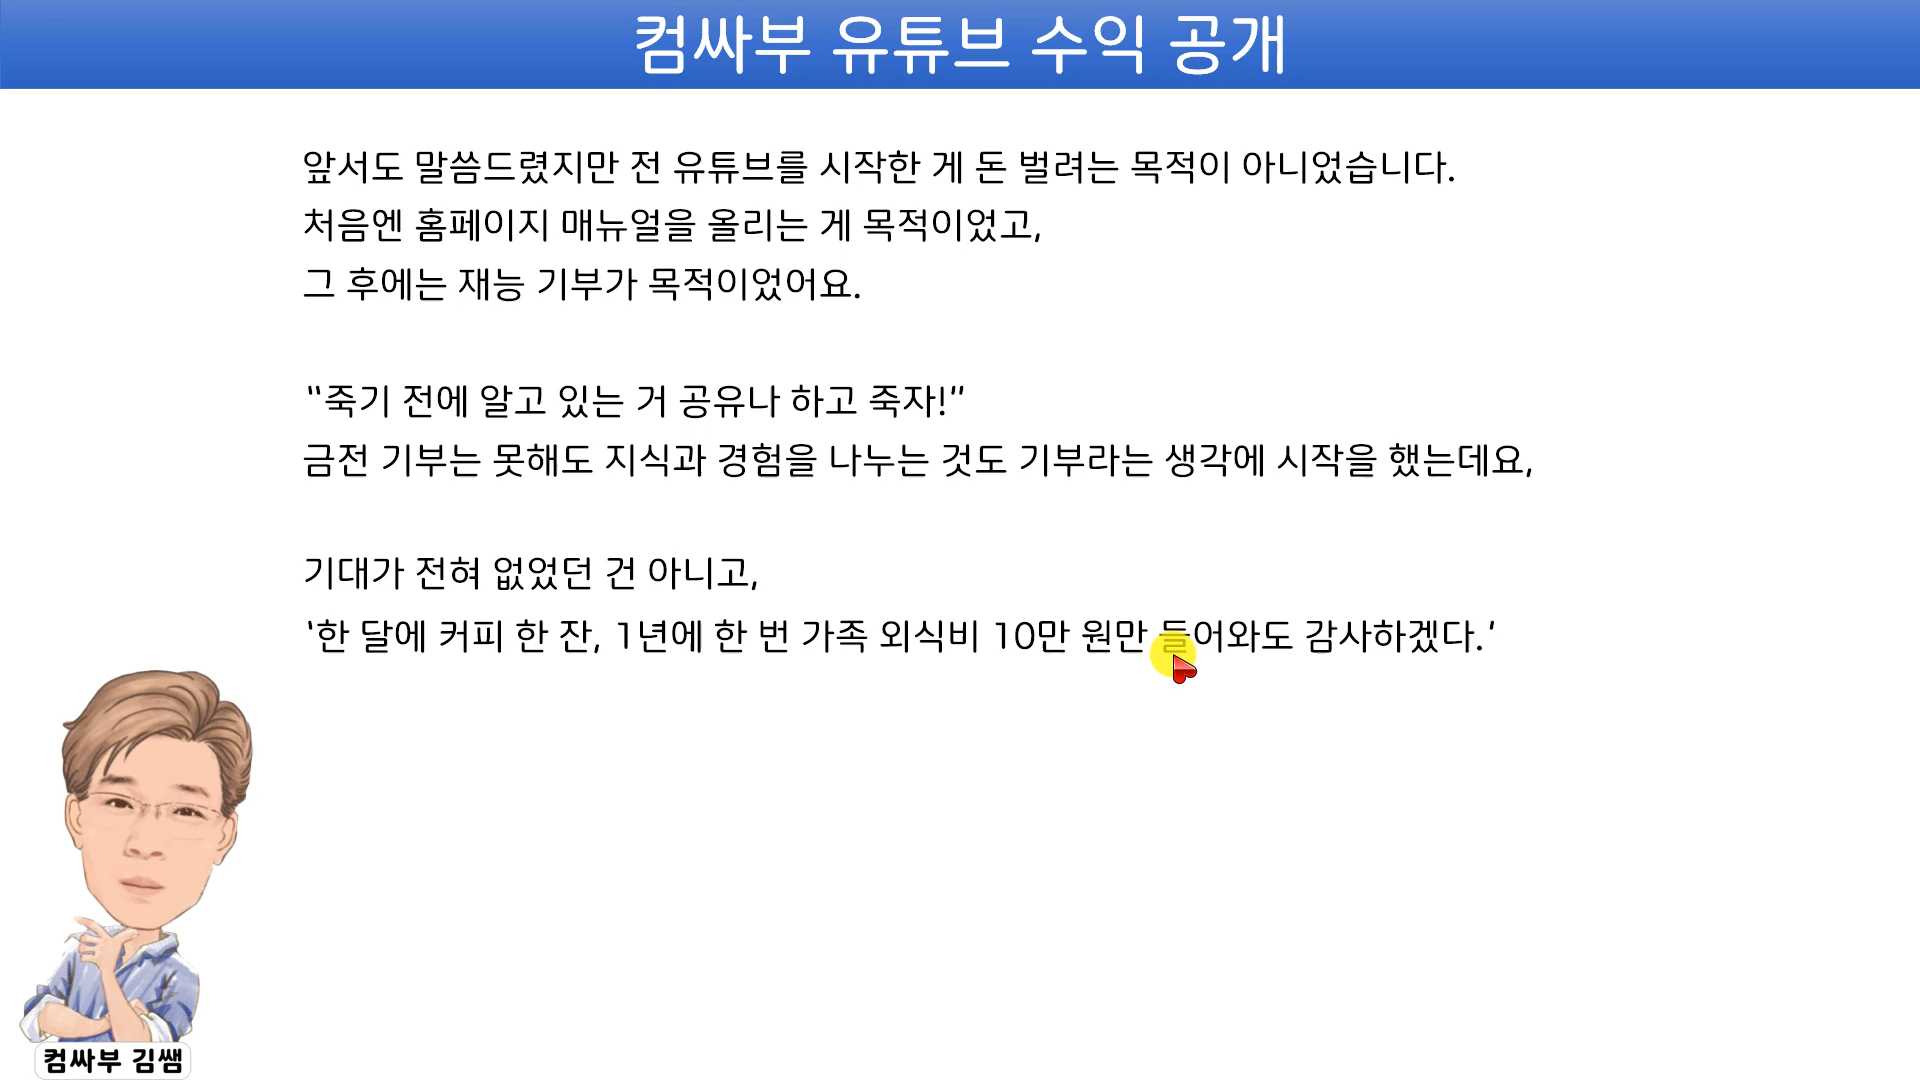 컴싸부 유튜브 수익 공개
앞서도 말씀드렸지만 전 유튜브를 시작한 게 돈 벌려는 목적이 아니었습니다.
처음엔 홈페이지 매뉴얼을 올리는 게 목적이었고,
그 후에는 재능 기부가 목적이었어요.
“죽기 전에 알고 있는 거 공유나 하고 죽자!”
금전 기부는 못해도 지식과 경험을 나누는 것도 기부라는 생각에 시작을 했는데요,
기대가 전혀 없었던 건 아니고,
‘한 달에 커피 한 잔, 1년에 한 번 가족 외식비 10만 원만 들어와도 감사하겠다.’
컴싸부 김쌤